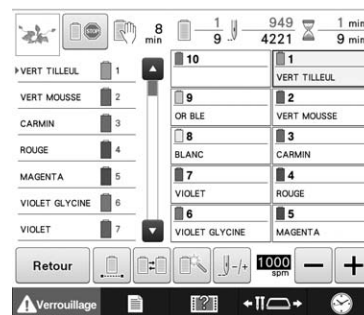 8 min
1 9
949 4221
1 min 9 min
VERT TILLEUL 1
VERT MOUSSE 2
CARMIN 3
ROUGE 4
MAGENTA 5
VIOLET GLYCINE 6
VIOLET 7
10
1
VERT TILLEUL
9
OR BLE
2
VERT MOUSSE
8
BLANC
3
CARMIN
7
VIOLET
4
ROUGE
6
VIOLET GLYCINE
5
MAGENTA
Retour
-/+
1000 spm
− +
Verrouillage
?